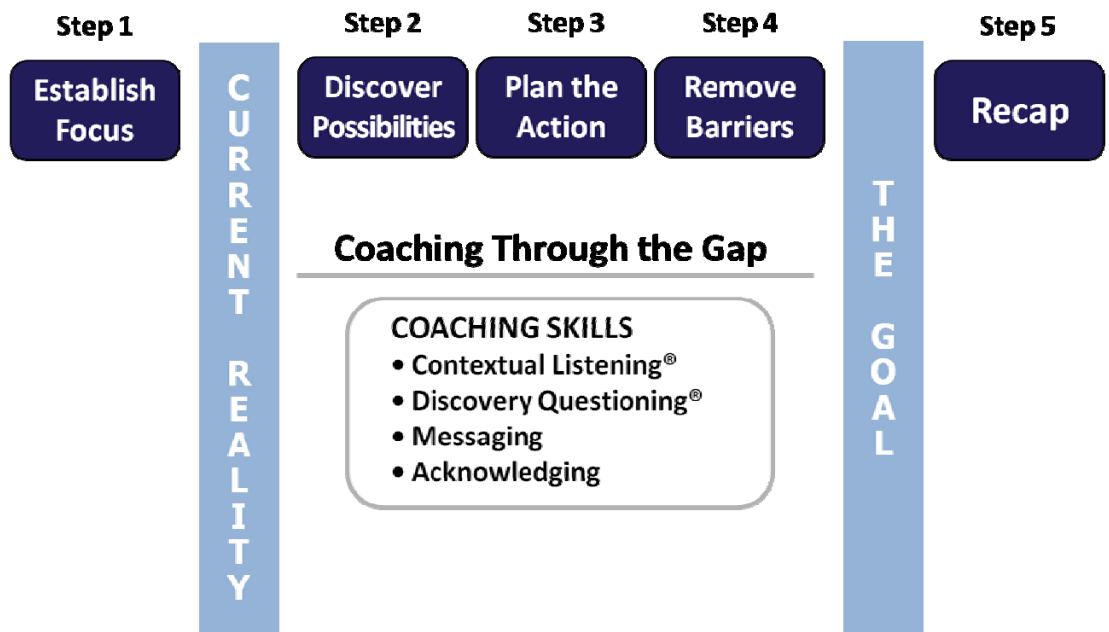 Step 1
Establish
Focus
CURRENT REALITY
Step 2
Discover
Possibilities
Step 3
Plan the
Action
Step 4
Remove
Barriers
Coaching Through the Gap
COACHING SKILLS
• Contextual Listening®
• Discovery Questioning®
• Messaging
• Acknowledging
THE GOAL
Step 5
Recap